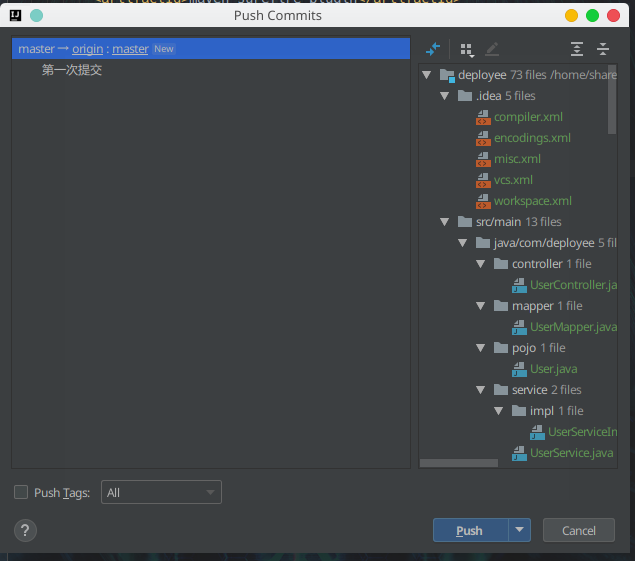 Push Commits
master → origin : master New
第一次提交
deployee 73 files /home/share
.idea 5 files
compiler.xml
encodings.xml
misc.xml
vcs.xml
workspace.xml
src/main 13 files
java/com/deployee 5 fil
controller 1 file
UserController.ja
mapper 1 file
UserMapper.java
pojo 1 file
User.java
service 2 files
impl 1 file
UserServiceIn
UserService.java
Push Tags: All
? Push Cancel